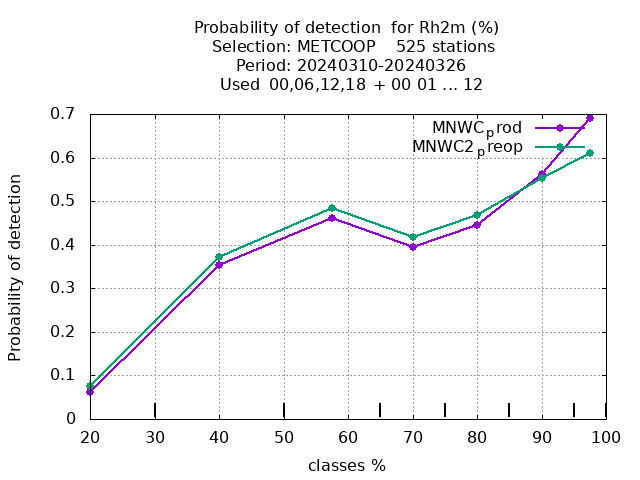 Probability of detection  for Rh2m (%)
Selection: METCOOP    525 stations
Period: 20240310-20240326
Used 00,06,12,18 + 00 01 ... 12
MNWCprod
MNWC2preop
Probability of detection
0.7
0.6
0.5
0.4
0.3
0.2
0.1
0
20 30 40 50 60 70 80 90 100
classes %